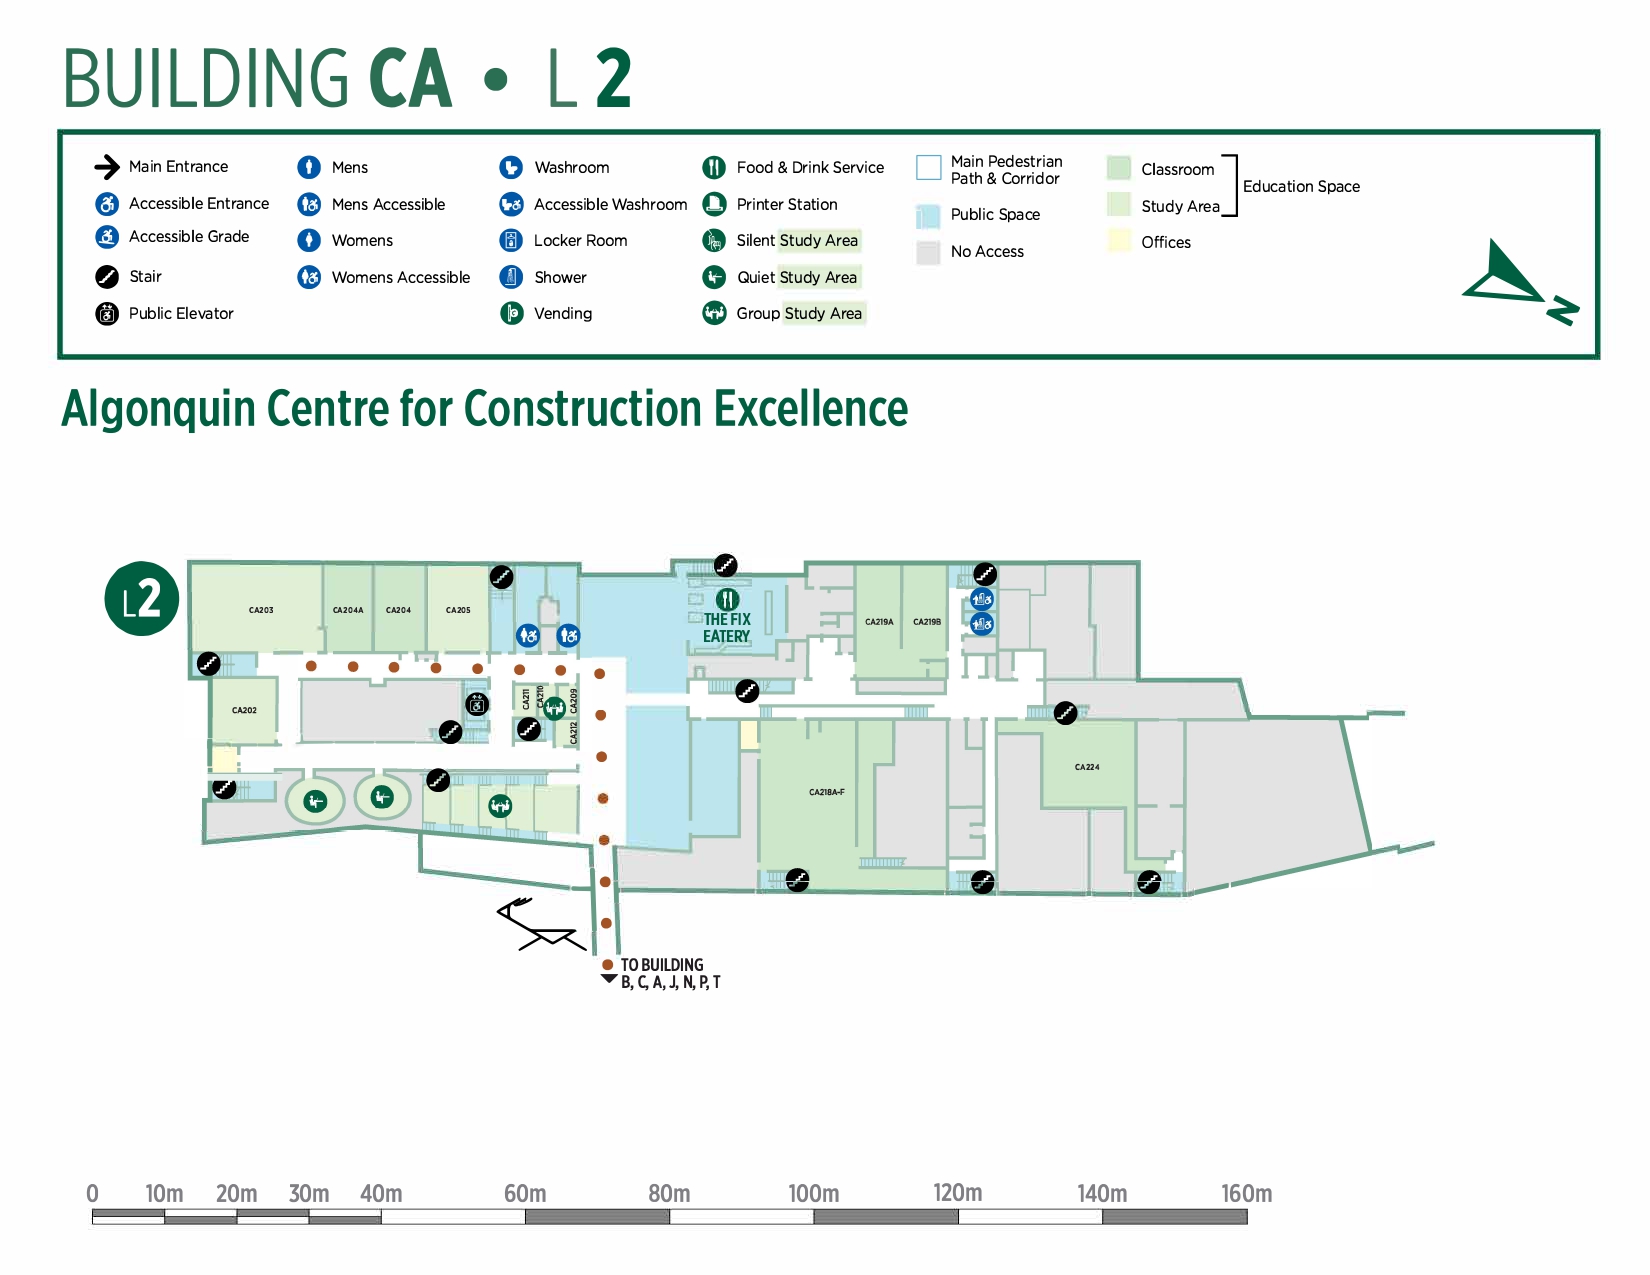 BUILDING CA • L 2
Main Entrance
Accessible Entrance
Accessible Grade
Stair
Public Elevator
Mens
Mens Accessible
Womens
Womens Accessible
Washroom
Accessible Washroom
Locker Room
Shower
Vending
Food & Drink Service
Printer Station
Silent Study Area
Quiet Study Area
Group Study Area
Main Pedestrian
Path & Corridor
Public Space
No Access
Classroom
Study Area
Offices
Education Space
N
Algonquin Centre for Construction Excellence
L2
CA203
CA204A
CA204
CA205
THE FIX
EATERY
CA219A
CA219B
CA202
CA211
CA210
CA209
CA212
CA218A-F
CA224
TO BUILDING
B, C, A, J, N, P, T
0 10m 20m 30m 40m 60m 80m 100m 120m 140m 160m